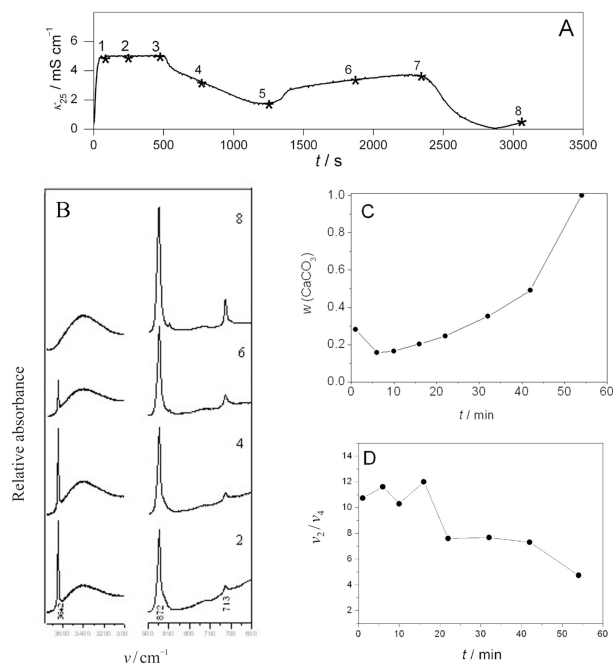 A
κ25 / mS cm−1
6
4
2
0
1 2 3 4 5 6 7 8
0 500 1000 1500 2000 2500 3000 3500
t / s
B
8
6
4
2
Relative absorbance
3642
872
713
ν/cm−1
C
w (CaCO3)
1.0
0.8
0.6
0.4
0.2
0.0
0 10 20 30 40 50 60
t / min
D
ν2/ν4
14
12
10
8
6
4
2
0 10 20 30 40 50 60
t / min